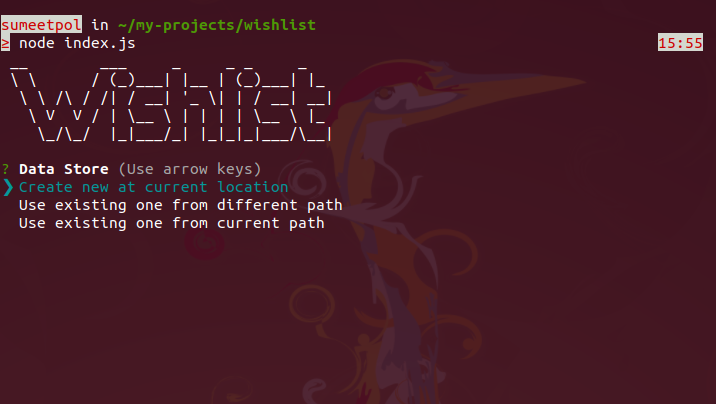 sumeetpol in ~/my-projects/wishlist
≥ node index.js 15:55
Wishlist
? Data Store (Use arrow keys)
❯ Create new at current location
Use existing one from different path
Use existing one from current path